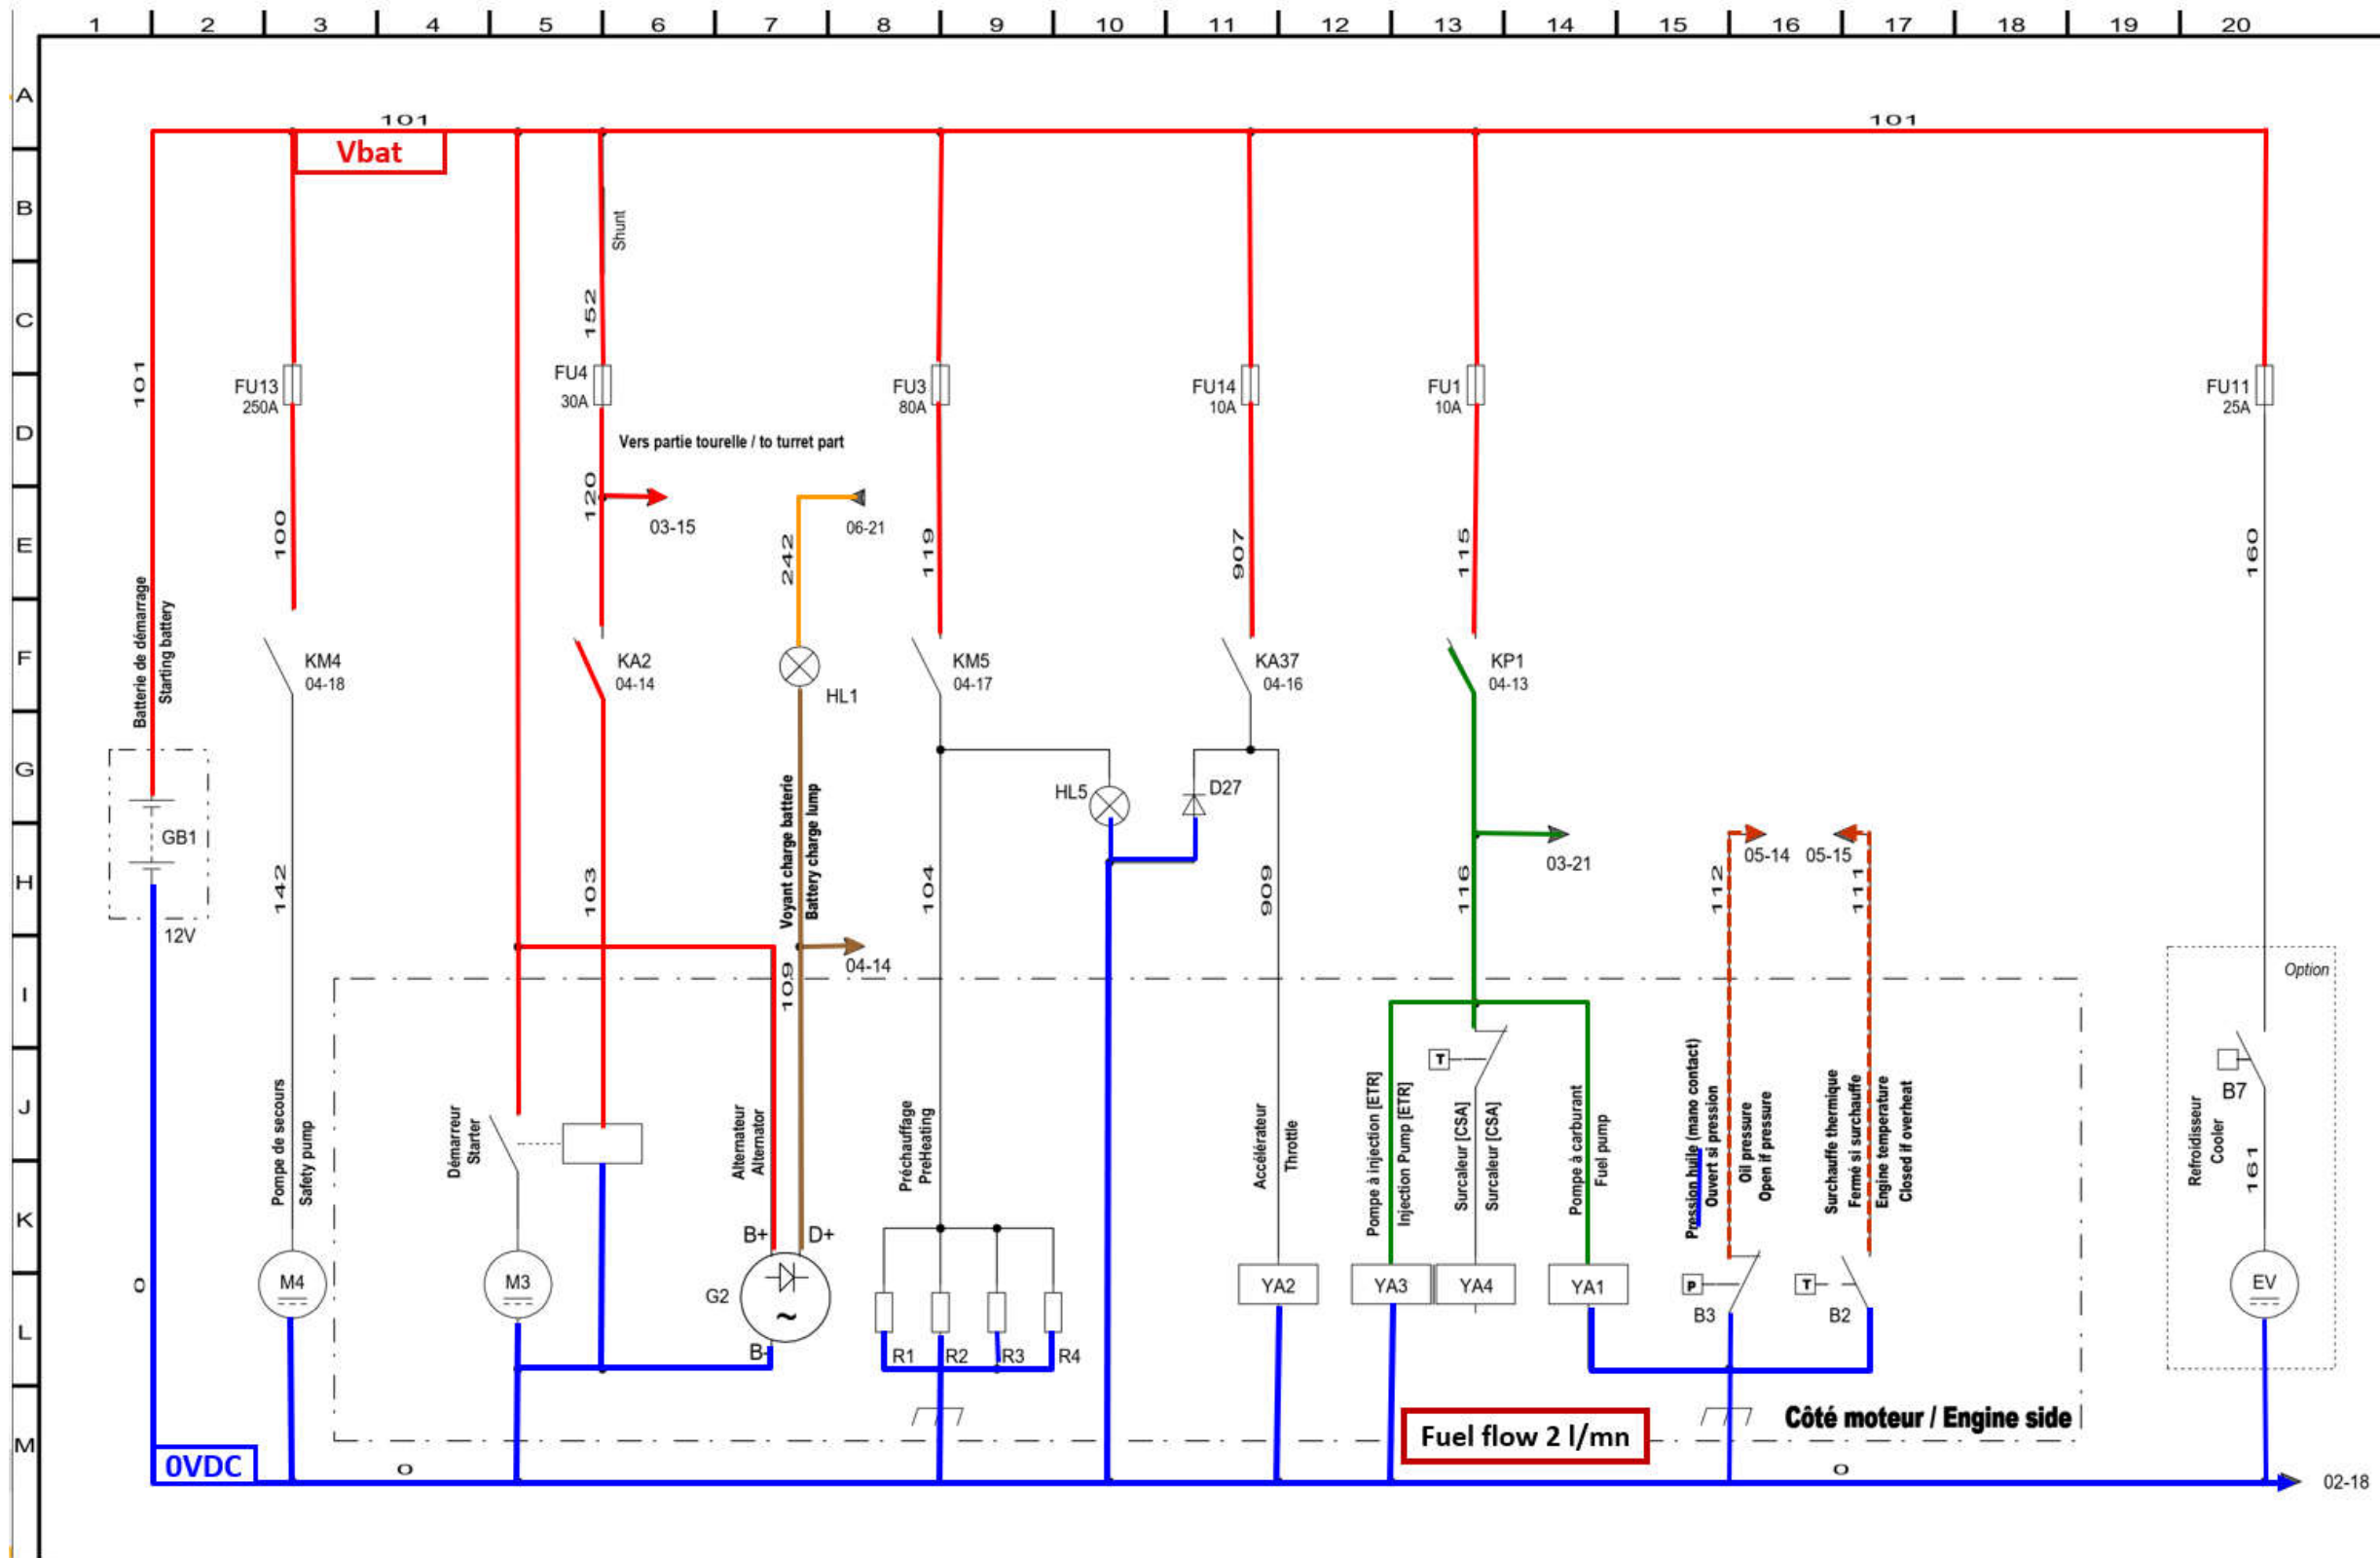 1 2 3 4 5 6 7 8 9 10 11 12 13 14 15 16 17 18 19 20
A
101 101
Vbat
B
Shunt
C
152
101
FU13
250A
FU4
30A
FU3
80A
FU14
10A
FU1
10A
FU11
25A
D
Vers partie tourelle / to turret part
120
03-15
06-21
E
100
242
119
907
115
160
Batterie de démarrage
Starting battery
F
KM4
04-18
KA2
04-14
HL1
KM5
04-17
KA37
04-16
KP1
04-13
G
GB1
12V
Voyant charge batterie
Battery charge lump
HL5
D27
03-21
05-14
05-15
H
142
103
104
909
116
112
111
04-14
109
I
Option
J
Pompe de secours
Safety pump
Démarreur
Starter
Alternateur
Alternator
Préchauffage
PreHeating
Accélérateur
Throttle
Pompe à injection [ETR]
Injection Pump [ETR]
T
Surcaleur [CSA]
Surcaleur [CSA]
Pompe à carburant
Fuel pump
Pression huile (mano contact)
Ouvert si pression
Oil pressure
Open if pressure
Surchauffe thermique
Fermé si surchauffe
Engine temperature
Closed if overheat
Refroidisseur
Cooler
B7
161
K
B+
D+
0
M4
M3
G2
~
B-
YA2
YA3
YA4
YA1
P
B3
T
B2
EV
L
R1
R2
R3
R4
M
Fuel flow 2 l/mn
Côté moteur / Engine side
0VDC
0
0
02-18